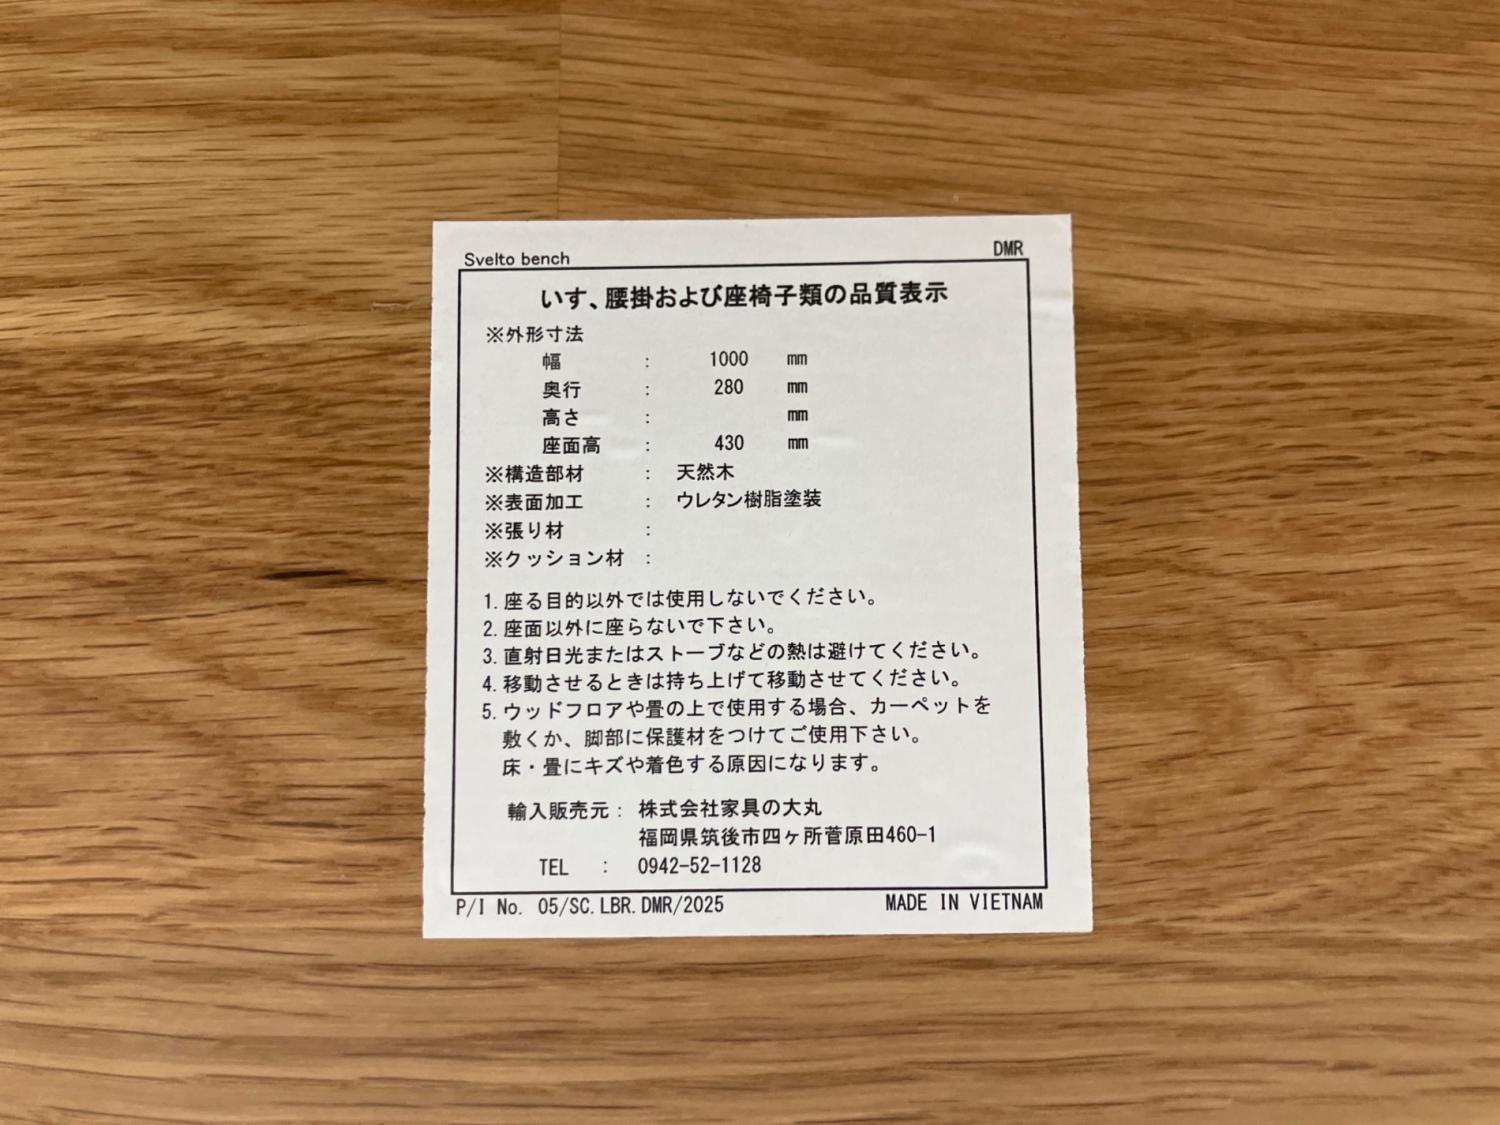 Svelto bench DMR
いす、腰掛および座椅子類の品質表示
※外形寸法
幅 : 1000 mm
奥行 : 280 mm
高さ : mm
座面高 : 430 mm
※構造部材 : 天然木
※表面加工 : ウレタン樹脂塗装
※張り材 :
※クッション材 :
1. 座る目的以外では使用しないでください。
2. 座面以外に座らないで下さい。
3. 直射日光またはストーブなどの熱は避けてください。
4. 移動させるときは持ち上げて移動させてください。
5. ウッドフロアや畳の上で使用する場合、カーペットを
敷くか、脚部に保護材をつけてご使用下さい。
床・畳にキズや着色する原因になります。
輸入販売元 : 株式会社家具の大丸
福岡県筑後市四ヶ所菅原田460-1
TEL : 0942-52-1128
P/I No. 05/SC.LBR.DMR/2025 MADE IN VIETNAM